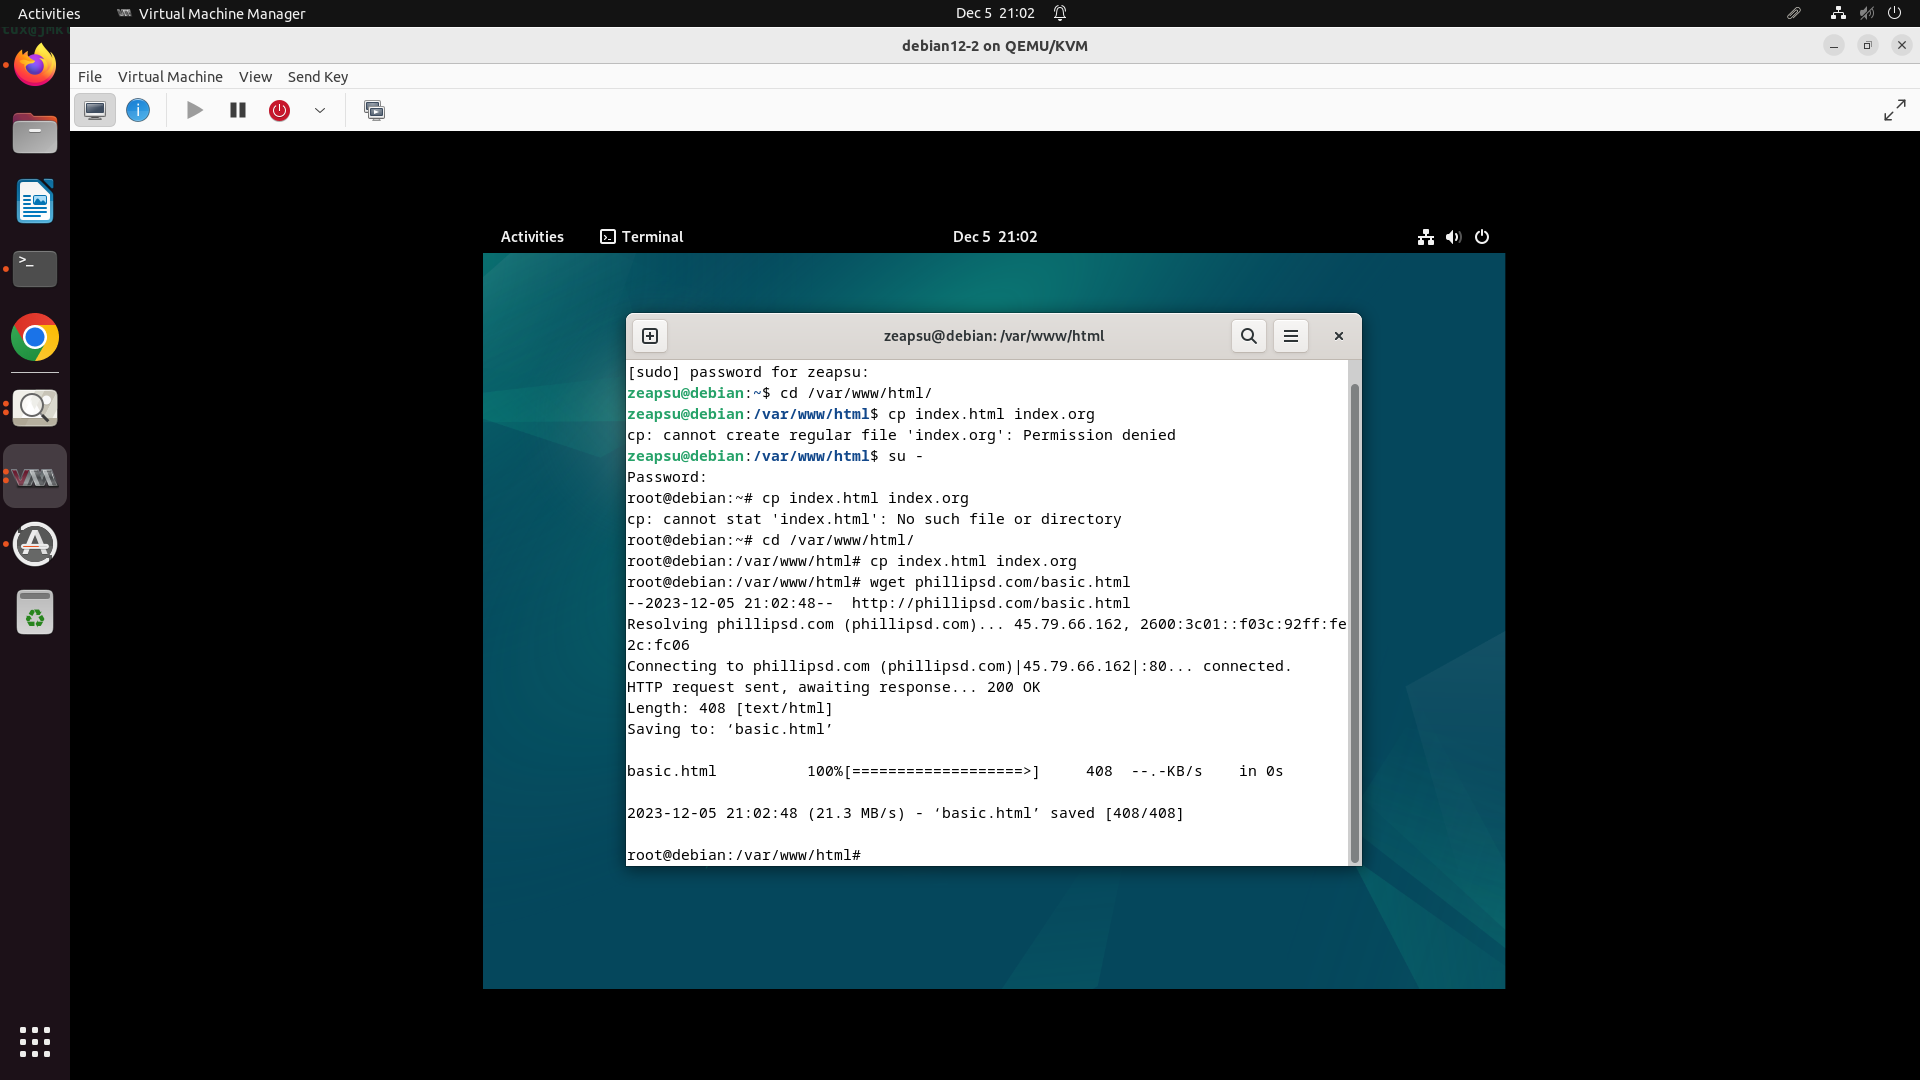 Activities Virtual Machine Manager Dec 5 21:02
debian12-2 on QEMU/KVM
File Virtual Machine View Send Key
Activities Terminal Dec 5 21:02
zeapsu@debian: /var/www/html
[sudo] password for zeapsu:
zeapsu@debian:~$ cd /var/www/html/
zeapsu@debian:/var/www/html$ cp index.html index.org
cp: cannot create regular file 'index.org': Permission denied
zeapsu@debian:/var/www/html$ su -
Password:
root@debian:~# cp index.html index.org
cp: cannot stat 'index.html': No such file or directory
root@debian:~# cd /var/www/html/
root@debian:/var/www/html# cp index.html index.org
root@debian:/var/www/html# wget phillipsd.com/basic.html
--2023-12-05 21:02:48--  http://phillipsd.com/basic.html
Resolving phillipsd.com (phillipsd.com)... 45.79.66.162, 2600:3c01::f03c:92ff:fe
2c:fc06
Connecting to phillipsd.com (phillipsd.com)|45.79.66.162|:80... connected.
HTTP request sent, awaiting response... 200 OK
Length: 408 [text/html]
Saving to: ‘basic.html’
basic.html          100%[===================>]     408  --.-KB/s    in 0s
2023-12-05 21:02:48 (21.3 MB/s) - ‘basic.html’ saved [408/408]
root@debian:/var/www/html#